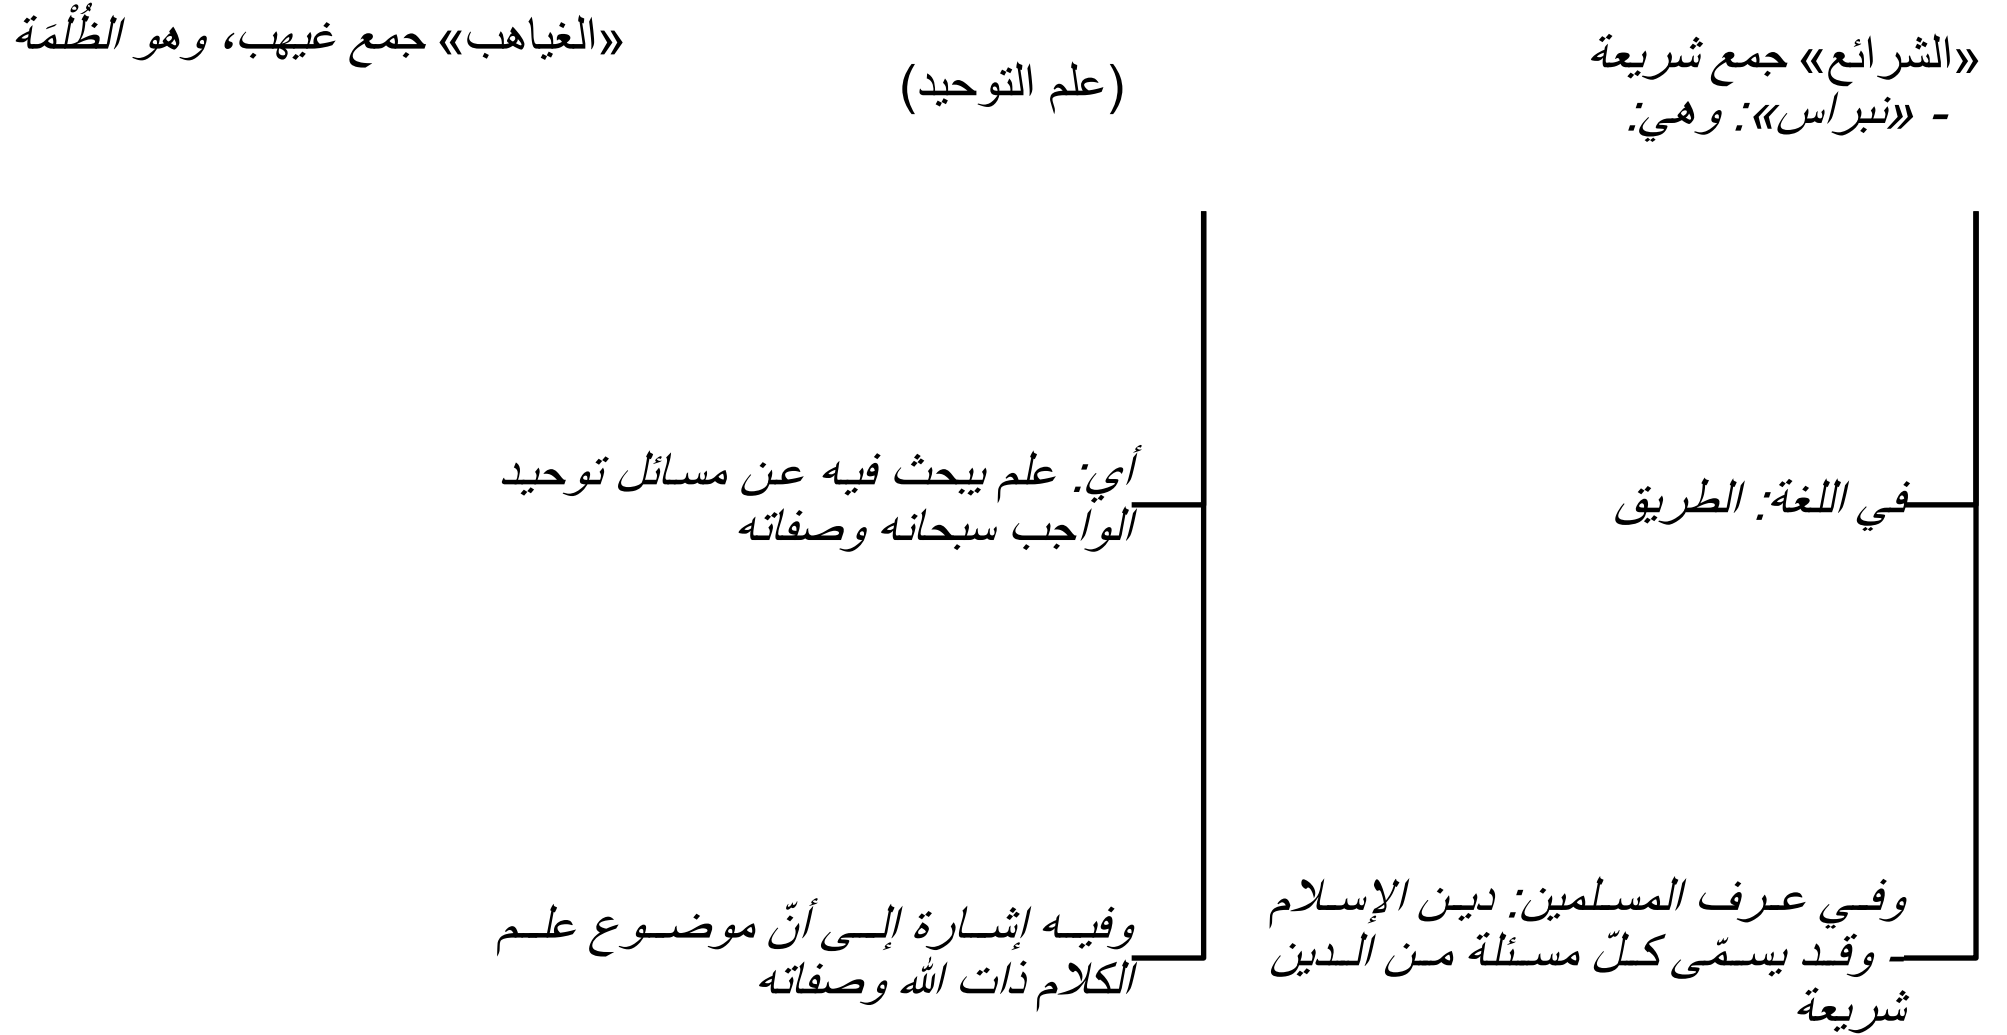 «الشرائع» جمع شريعة
- «نبراس»: وهي:
في اللغة: الطريق
وفي عرف المسلمين: دين الإسلام
- وقد يسمّى كلّ مسئلة من الدين
شريعة
(علم التوحيد)
أي: علم يبحث فيه عن مسائل توحيد
الواجب سبحانه وصفاته
وفيه إشارة إلى أنّ موضوع علم
الكلام ذات الله وصفاته
«الغياهب» جمع غيهب، وهو الظُلْمَة